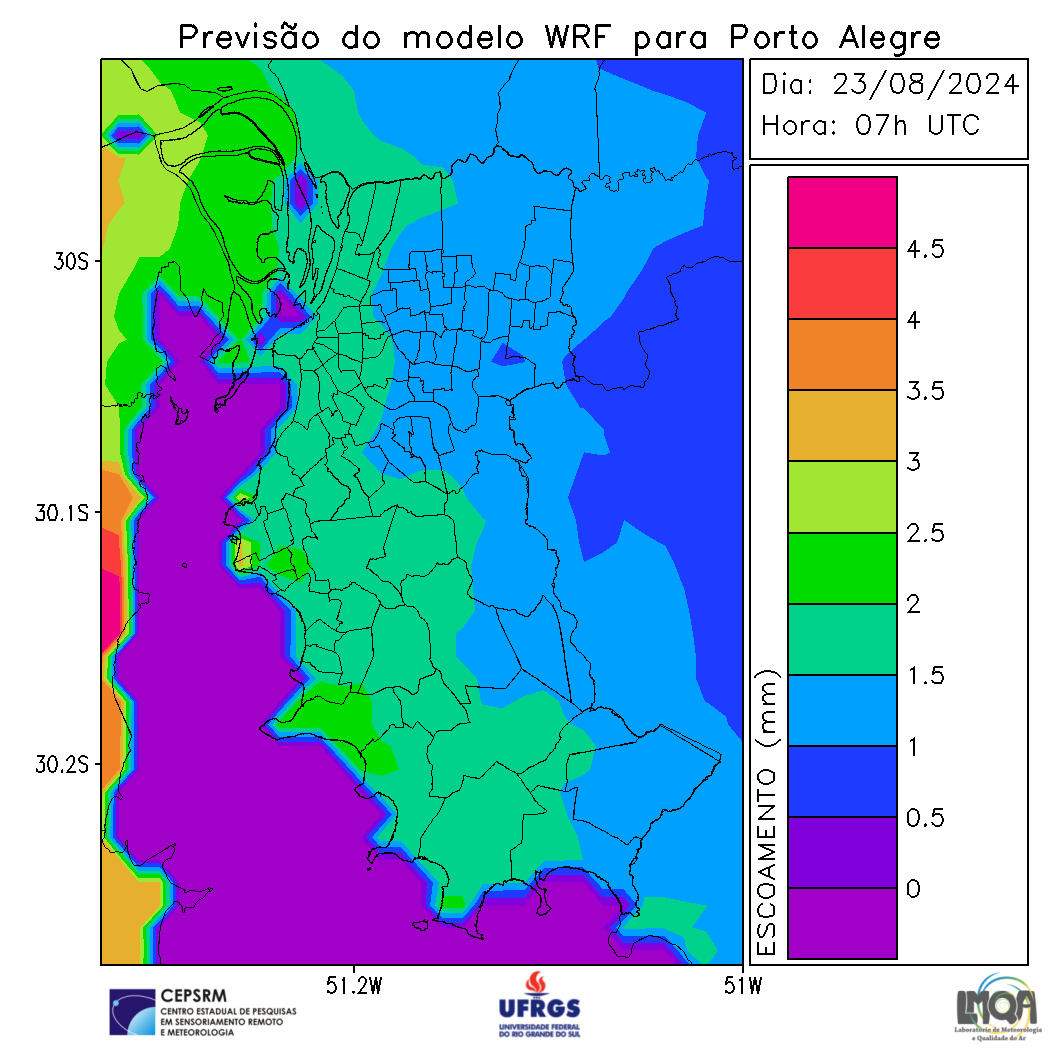 Previsão do modelo WRF para Porto Alegre
Dia: 23/08/2024
Hora: 07h UTC
30S
30.1S
30.2S
51.2W
51W
ESCOAMENTO (mm)
4.5
4
3.5
3
2.5
2
1.5
1
0.5
0
CEPSRM
CENTRO ESTADUAL DE PESQUISAS
EM SENSORIAMENTO REMOTO
E METEOROLOGIA
UFRGS
UNIVERSIDADE FEDERAL
DO RIO GRANDE DO SUL
LMQA
Laboratório de Meteorologia
e Qualidade do Ar